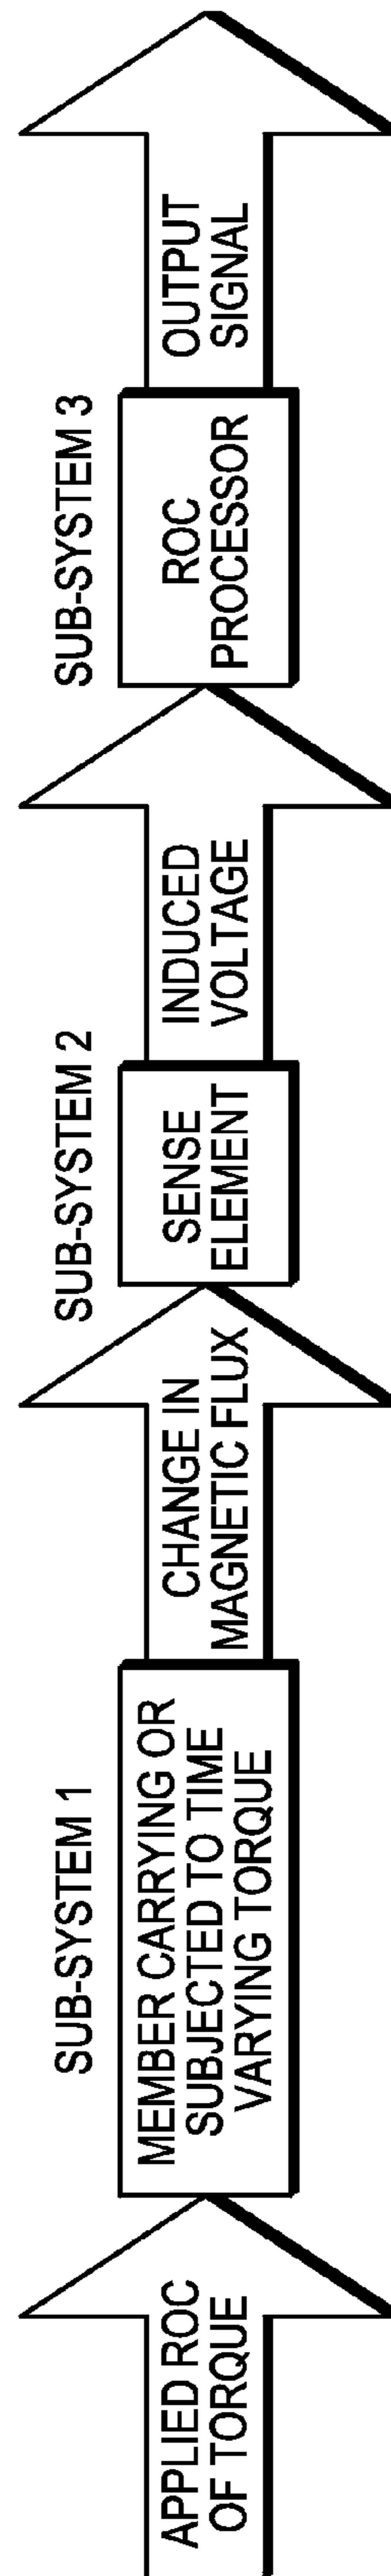 APPLIED ROC
OF TORQUE
SUB-SYSTEM 1
MEMBER CARRYING OR
SUBJECTED TO TIME
VARYING TORQUE
CHANGE IN
MAGNETIC FLUX
SUB-SYSTEM 2
SENSE
ELEMENT
INDUCED
VOLTAGE
SUB-SYSTEM 3
ROC
PROCESSOR
OUTPUT
SIGNAL